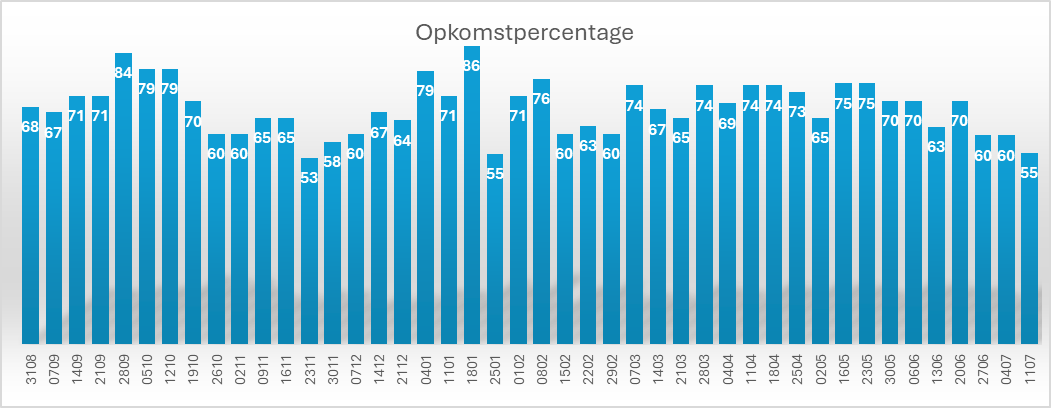 Opkomstpercentage
68 67 71 71 84 79 79 70 60 60 65 65 53 58 60 67 64 79 71 86 55 71 76 60 63 60 74 67 65 74 69 74 74 73 65 75 75 70 70 63 70 60 60 55
3108 0709 1409 2109 2809 0510 1210 1910 2610 0211 0911 1611 2311 3011 0712 1412 2112 0401 1101 1801 2501 0102 0802 1502 2202 2902 0703 1403 2103 2803 0404 1104 1804 2504 0205 1605 2305 3005 0606 1306 2006 2706 0407 1107